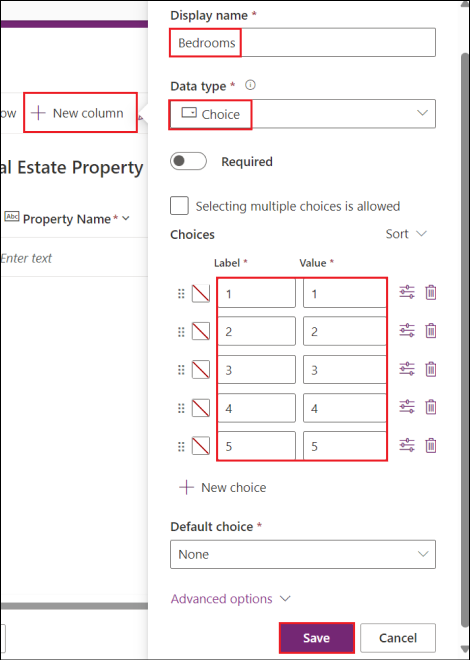 Display name *
Bedrooms
Data type *
Choice
ow
New column
Required
al Estate Property
Selecting multiple choices is allowed
Abc Property Name *
Choices
Sort
Enter text
Label *
Value *
1 1
2 2
3 3
4 4
5 5
New choice
Default choice *
None
Advanced options
Save
Cancel